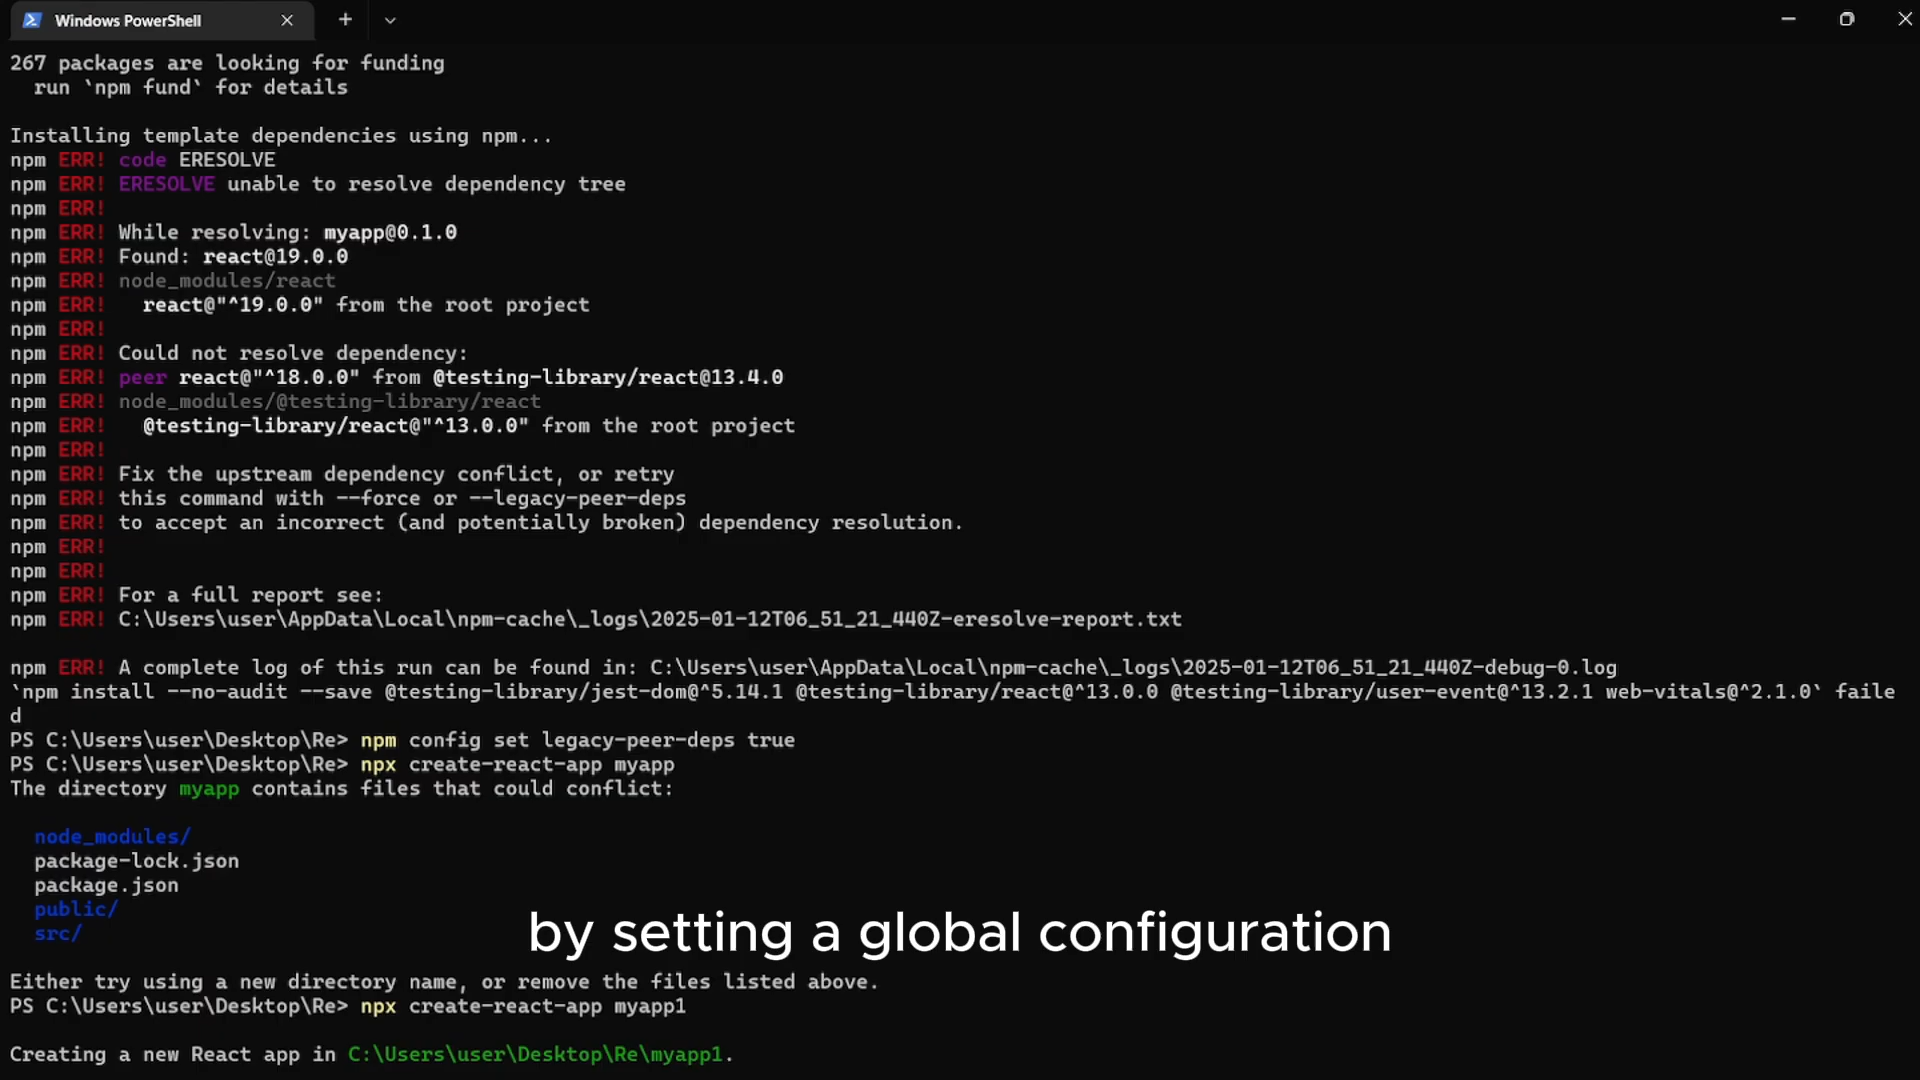 Windows PowerShell
267 packages are looking for funding
run `npm fund` for details
Installing template dependencies using npm...
npm ERR! code ERESOLVE
npm ERR! ERESOLVE unable to resolve dependency tree
npm ERR!
npm ERR! While resolving: myapp@0.1.0
npm ERR! Found: react@19.0.0
npm ERR! node_modules/react
npm ERR!   react@"^19.0.0" from the root project
npm ERR!
npm ERR! Could not resolve dependency:
npm ERR! peer react@"^18.0.0" from @testing-library/react@13.4.0
npm ERR! node_modules/@testing-library/react
npm ERR!   @testing-library/react@"^13.0.0" from the root project
npm ERR!
npm ERR! Fix the upstream dependency conflict, or retry
npm ERR! this command with --force or --legacy-peer-deps
npm ERR! to accept an incorrect (and potentially broken) dependency resolution.
npm ERR!
npm ERR!
npm ERR! For a full report see:
npm ERR! C:\Users\user\AppData\Local\npm-cache\_logs\2025-01-12T06_51_21_440Z-eresolve-report.txt
npm ERR! A complete log of this run can be found in: C:\Users\user\AppData\Local\npm-cache\_logs\2025-01-12T06_51_21_440Z-debug-0.log
`npm install --no-audit --save @testing-library/jest-dom@^5.14.1 @testing-library/react@^13.0.0 @testing-library/user-event@^13.2.1 web-vitals@^2.1.0` faile
d
PS C:\Users\user\Desktop\Re> npm config set legacy-peer-deps true
PS C:\Users\user\Desktop\Re> npx create-react-app myapp
The directory myapp contains files that could conflict:
node_modules/
package-lock.json
package.json
public/
src/
by setting a global configuration
Either try using a new directory name, or remove the files listed above.
PS C:\Users\user\Desktop\Re> npx create-react-app myapp1
Creating a new React app in C:\Users\user\Desktop\Re\myapp1.